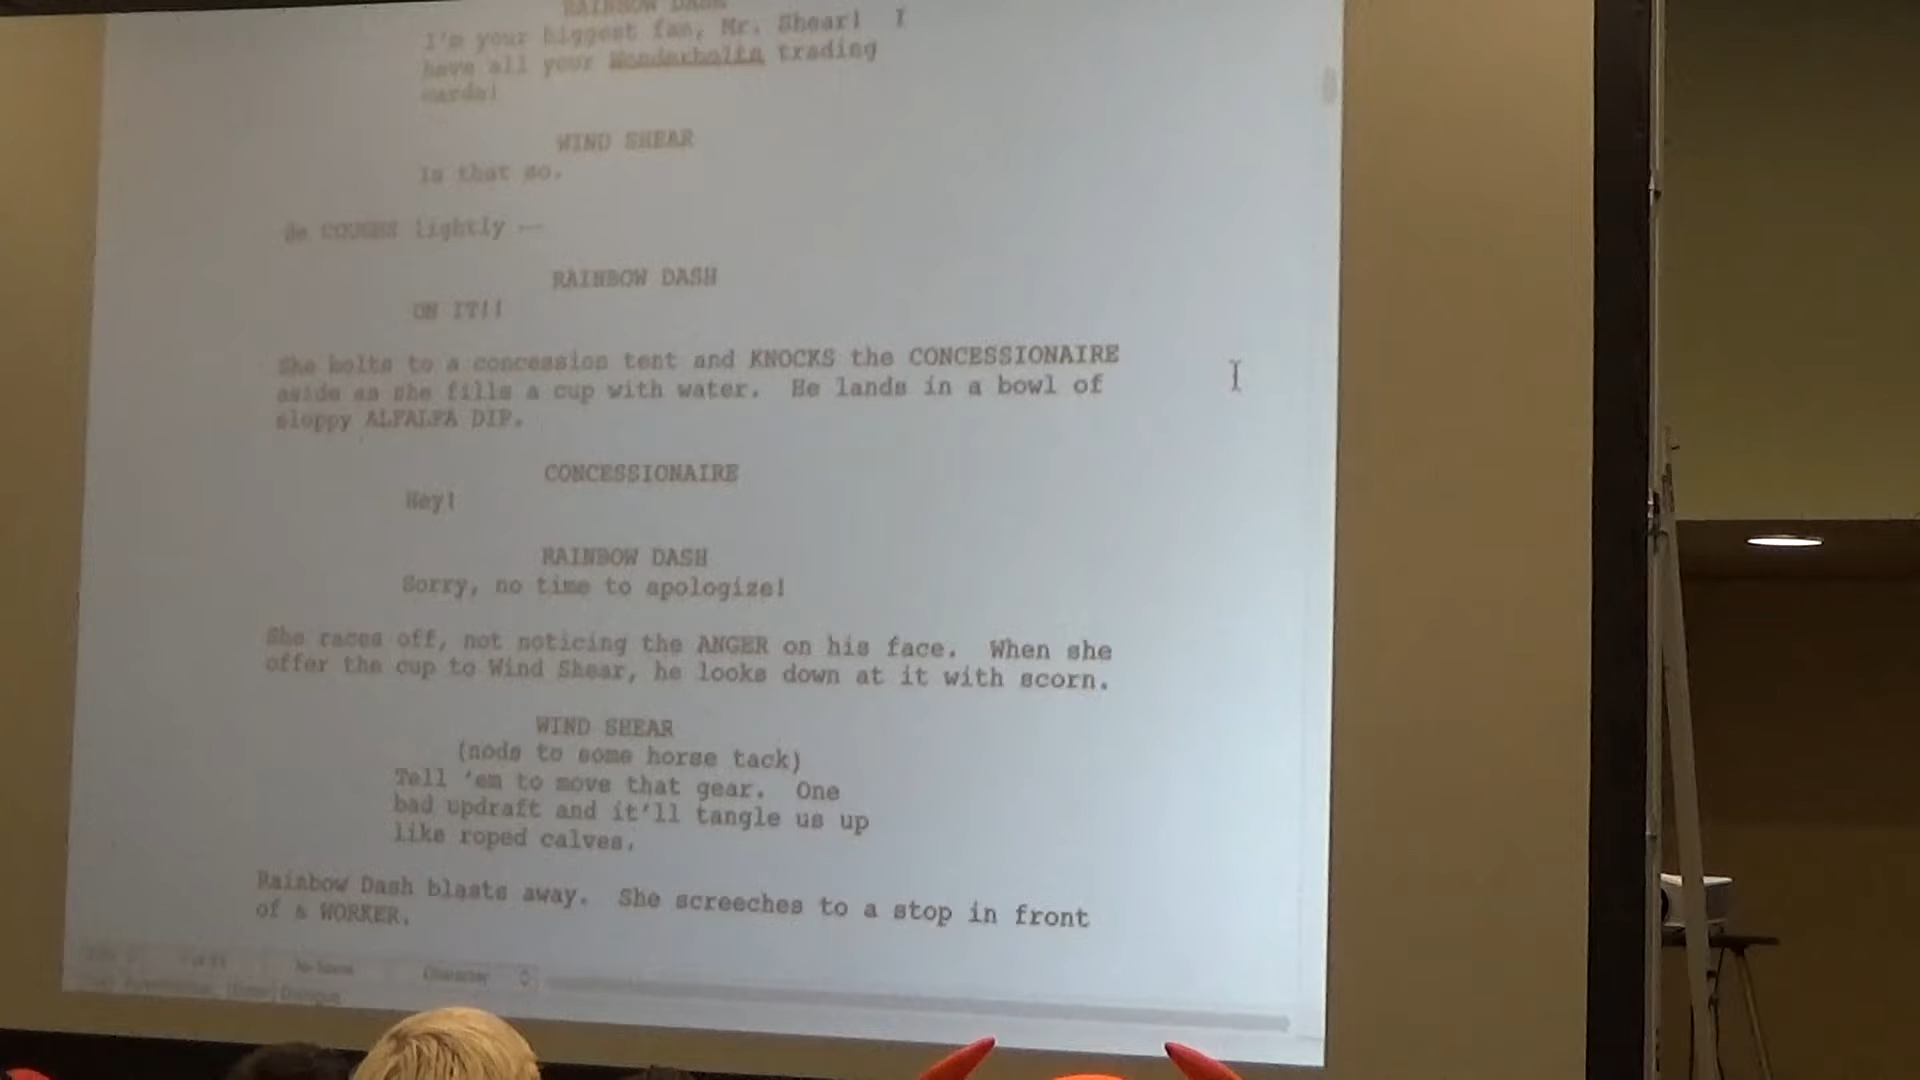 RAINBOW DASH
I'm your biggest fan, Mr. Shear! I
have all your Wonderbolts trading
cards!
WIND SHEAR
Is that so.
He COUGHS lightly --
RAINBOW DASH
ON IT!!
She bolts to a concession tent and KNOCKS the CONCESSIONAIRE
aside as she fills a cup with water. He lands in a bowl of
sloppy ALFALFA DIP.
CONCESSIONAIRE
Hey!
RAINBOW DASH
Sorry, no time to apologize!
She races off, not noticing the ANGER on his face. When she
offer the cup to Wind Shear, he looks down at it with scorn.
WIND SHEAR
(nods to some horse tack)
Tell 'em to move that gear. One
bad updraft and it'll tangle us up
like roped calves.
Rainbow Dash blasts away. She screeches to a stop in front
of a WORKER.
Character